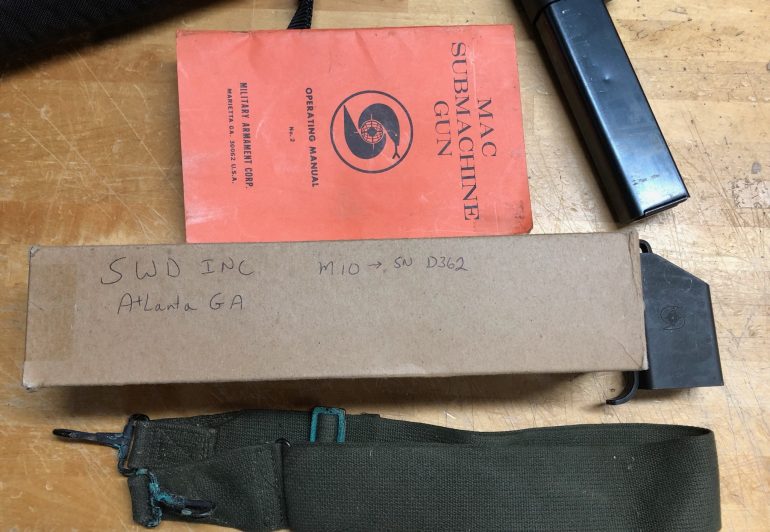 MAC
SUBMACHINE
GUN
OPERATING MANUAL
No. 2
MILITARY ARMAMENT CORP.
MARIETTA GA. 30062 U.S.A.
SWD INC
Atlanta GA
M10 → SN D362